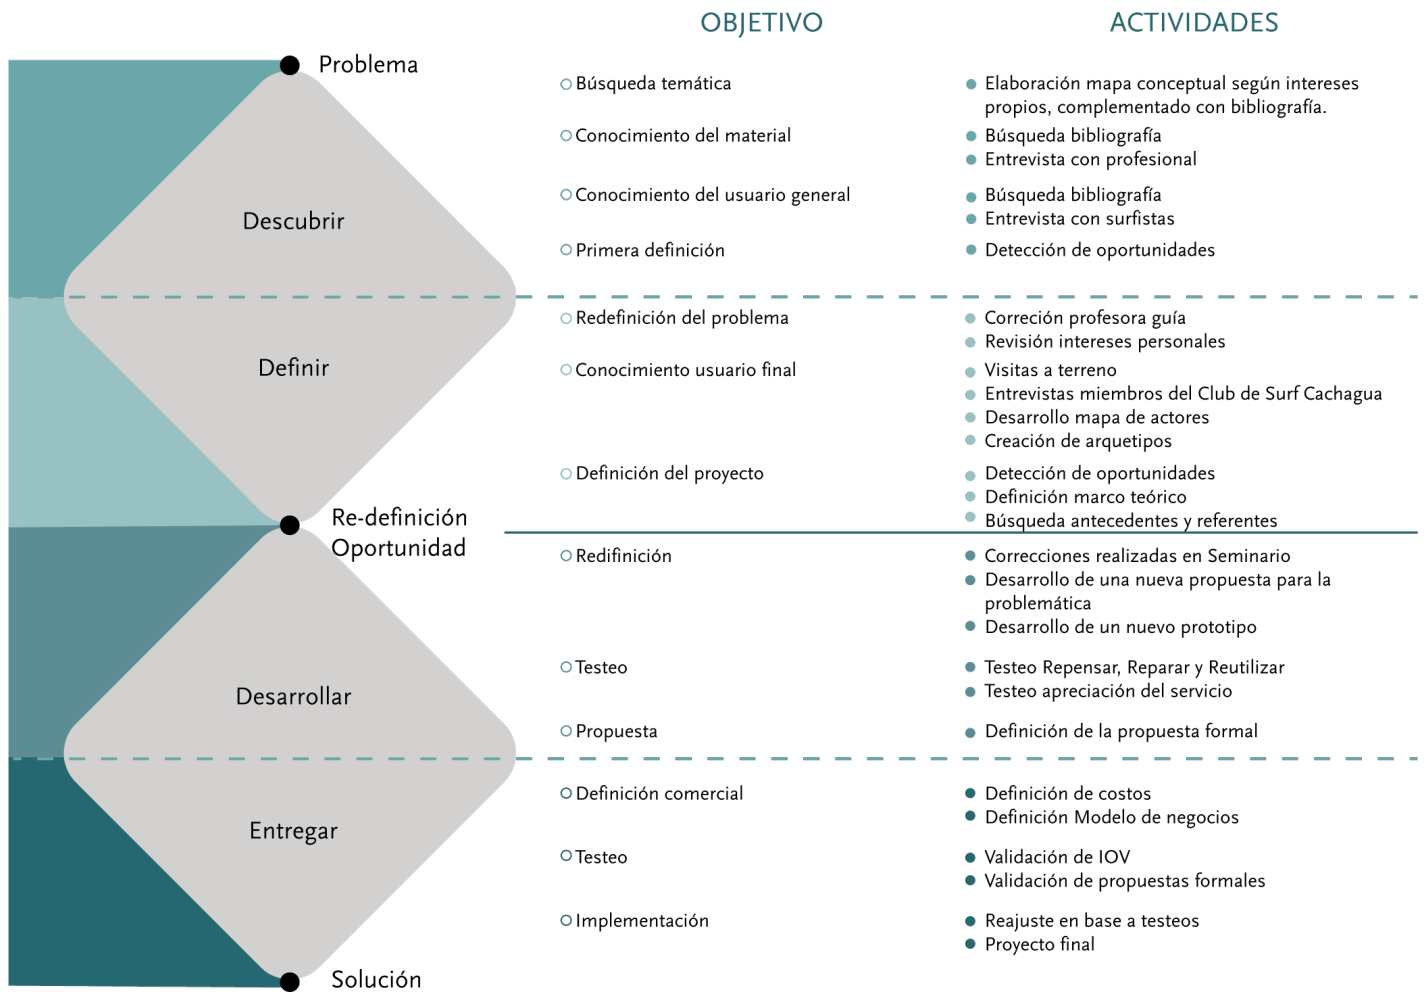 OBJETIVO
ACTIVIDADES
Problema
Descubrir
Búsqueda temática
Elaboración mapa conceptual según intereses
propios, complementado con bibliografía.
Conocimiento del material
Búsqueda bibliografía
Entrevista con profesional
Conocimiento del usuario general
Búsqueda bibliografía
Entrevista con surfistas
Primera definición
Detección de oportunidades
Definir
Redefinición del problema
Correción profesora guía
Revisión intereses personales
Conocimiento usuario final
Visitas a terreno
Entrevistas miembros del Club de Surf Cachagua
Desarrollo mapa de actores
Creación de arquetipos
Definición del proyecto
Detección de oportunidades
Definición marco teórico
Búsqueda antecedentes y referentes
Re-definición
Oportunidad
Desarrollar
Redifinición
Correcciones realizadas en Seminario
Desarrollo de una nueva propuesta para la
problemática
Desarrollo de un nuevo prototipo
Testeo
Testeo Repensar, Reparar y Reutilizar
Testeo apreciación del servicio
Propuesta
Definición de la propuesta formal
Entregar
Definición comercial
Definición de costos
Definición Modelo de negocios
Testeo
Validación de IOV
Validación de propuestas formales
Implementación
Reajuste en base a testeos
Proyecto final
Solución